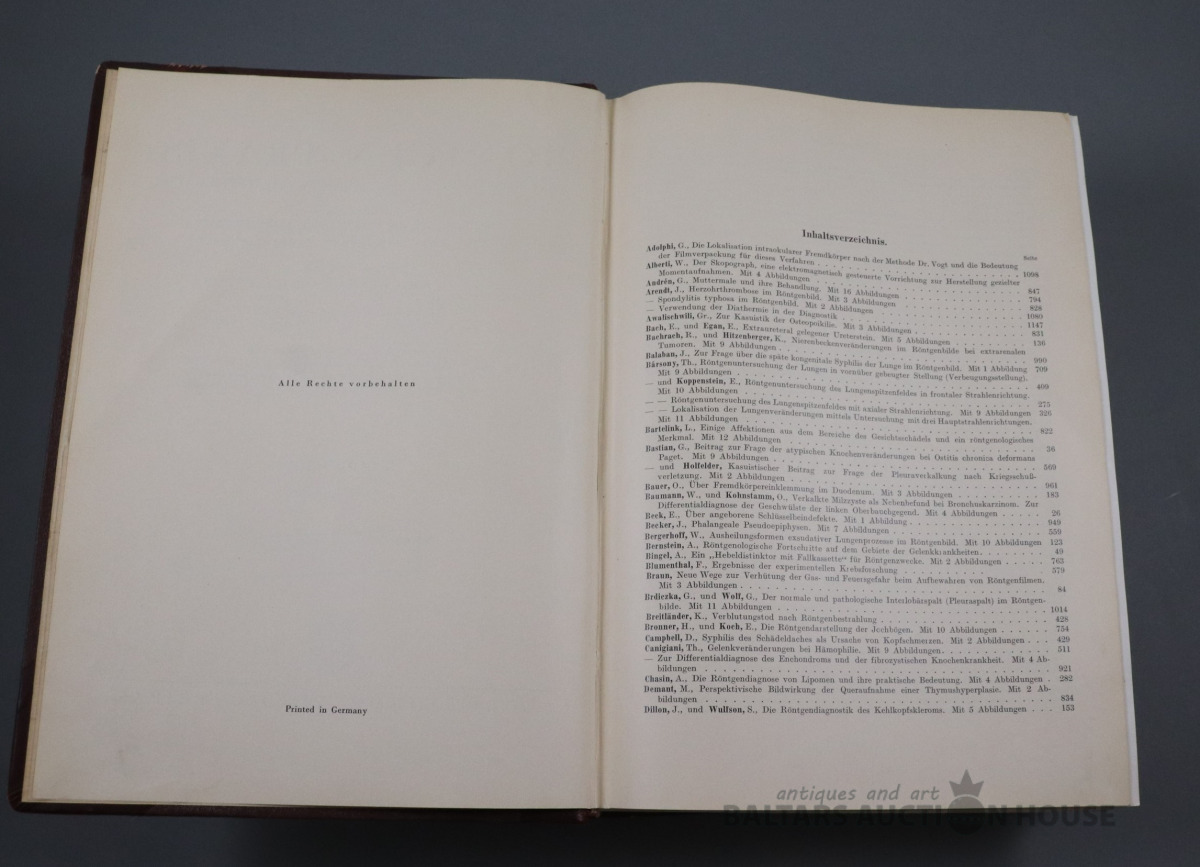 Alle Rechte vorbehalten
Printed in Germany
Inhaltsverzeichnis.
Seite
Adolphi, G., Die Lokalisation intraokularer Fremdkörper nach der Methode Dr. Vogt und die Bedeutung
der Filmverpackung für dieses Verfahren . . . 1098
Alberti, W., Der Skopograph, eine elektromagnetisch gesteuerte Vorrichtung zur Herstellung gezielter
Momentaufnahmen. Mit 4 Abbildungen . . . 847
Andrén, G., Muttermale und ihre Behandlung. Mit 16 Abbildungen . . . 794
Arendt, J., Herzohrthrombose im Röntgenbild. Mit 3 Abbildungen . . . 828
— Spondylitis typhosa im Röntgenbild. Mit 2 Abbildungen . . . 1080
— Verwendung der Diathermie in der Diagnostik . . . 1147
Awalischwili, Gr., Zur Kasuistik der Osteopoikilie. Mit 3 Abbildungen . . . 831
Bach, E., und Egan, E., Extraureteral gelegener Ureterstein. Mit 5 Abbildungen . . . 136
Bachrach, R., und Hitzenberger, K., Nierenbeckenveränderungen im Röntgenbilde bei extrarenalen
Tumoren. Mit 9 Abbildungen . . . 990
Balaban, J., Zur Frage über die späte kongenitale Syphilis der Lunge im Röntgenbild. Mit 1 Abbildung 709
Bársony, Th., Röntgenuntersuchung der Lungen in vornüber gebeugter Stellung (Verbeugungsstellung).
Mit 9 Abbildungen . . . 409
— und Koppenstein, E., Röntgenuntersuchung des Lungenspitzenfeldes in frontaler Strahlenrichtung.
Mit 10 Abbildungen . . . 275
— — Röntgenuntersuchung des Lungenspitzenfeldes mit axialer Strahlenrichtung. Mit 9 Abbildungen 326
— — Lokalisation der Lungenveränderungen mittels Untersuchung mit drei Hauptstrahlenrichtungen.
Mit 11 Abbildungen . . . 822
Bartelink, L., Einige Affektionen aus dem Bereiche des Gesichtsschädels und ein röntgenologisches
Merkmal. Mit 12 Abbildungen . . . 36
Bastian, G., Beitrag zur Frage der atypischen Knochenveränderungen bei Ostitis chronica deformans
Paget. Mit 9 Abbildungen . . . 569
— und Holfelder, Kasuistischer Beitrag zur Frage der Pleuraverkalkung nach Kriegsschuß-
verletzung. Mit 2 Abbildungen . . . 961
Bauer, O., Über Fremdkörpereinklemmung im Duodenum. Mit 3 Abbildungen . . . 183
Baumann, W., und Kohnstamm, O., Verkalkte Milzzyste als Nebenbefund bei Bronchuskarzinom. Zur
Differentialdiagnose der Geschwülste der linken Oberbauchgegend. Mit 4 Abbildungen . . . 26
Beck, E., Über angeborene Schlüsselbeindefekte. Mit 1 Abbildung . . . 949
Becker, J., Phalangeale Pseudoepiphysen. Mit 7 Abbildungen . . . 559
Bergerhoff, W., Ausheilungsformen exsudativer Lungenprozesse im Röntgenbild. Mit 10 Abbildungen 123
Bernstein, A., Röntgenologische Fortschritte auf dem Gebiete der Gelenkkrankheiten . . . 49
Bingel, A., Ein „Hebeldistinktor mit Fallkassette“ für Röntgenzwecke. Mit 2 Abbildungen . . . 763
Blumenthal, F., Ergebnisse der experimentellen Krebsforschung . . . 579
Braun, Neue Wege zur Verhütung der Gas- und Feuersgefahr beim Aufbewahren von Röntgenfilmen.
Mit 3 Abbildungen . . . 84
Brdiczka, G., und Wolf, G., Der normale und pathologische Interlobärspalt (Pleuraspalt) im Röntgen-
bilde. Mit 11 Abbildungen . . . 1014
Breitländer, K., Verblutungstod nach Röntgenbestrahlung . . . 428
Bronner, H., und Koch, E., Die Röntgendarstellung der Jochbögen. Mit 10 Abbildungen . . . 754
Campbell, D., Syphilis des Schädeldaches als Ursache von Kopfschmerzen. Mit 2 Abbildungen . . . 429
Canigiani, Th., Gelenkveränderungen bei Hämophilie. Mit 9 Abbildungen . . . 511
— Zur Differentialdiagnose des Enchondroms und der fibrozystischen Knochenkrankheit. Mit 4 Ab-
bildungen . . . 921
Chasin, A., Die Röntgendiagnose von Lipomen und ihre praktische Bedeutung. Mit 4 Abbildungen . 282
Demant, M., Perspektivische Bildwirkung der Queraufnahme einer Thymushyperplasie. Mit 2 Ab-
bildungen . . . 834
Dillon, J., und Wulfson, S., Die Röntgendiagnostik des Kehlkopfskleroms. Mit 5 Abbildungen . . . 153
antiques and art
BALTARS AUCTION HOUSE